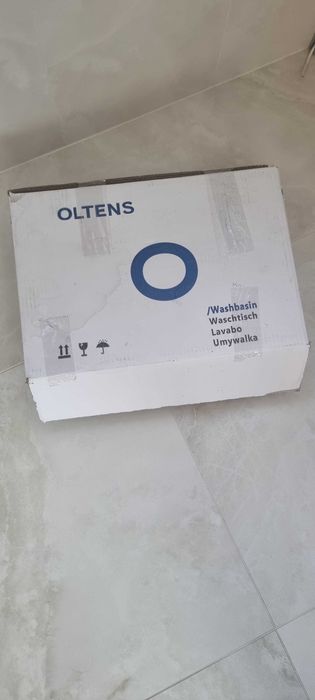 OLTENS
/Washbasin
Waschtisch
Lavabo
Umywalka